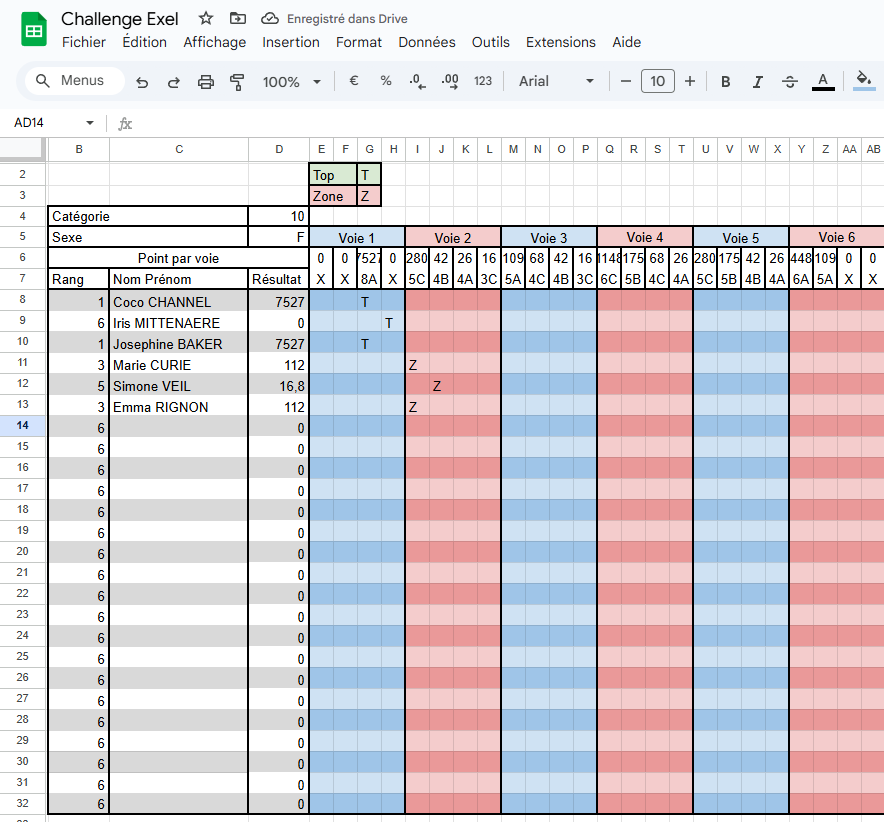 Challenge Exel Enregistré dans Drive
Fichier Édition Affichage Insertion Format Données Outils Extensions Aide
Menus 100% € % .0 .00 123 Arial 10 B I S A
AD14 fx
B C D E F G H I J K L M N O P Q R S T U V W X Y Z AA AB
2 Top T
3 Zone Z
4 Catégorie 10
5 Sexe F Voie 1 Voie 2 Voie 3 Voie 4 Voie 5 Voie 6
6 Point par voie 0 0 7527 0 280 42 26 16 109 68 42 16 1148 175 68 26 280 175 42 26 448 109 0 0
7 Rang Nom Prénom Résultat X X 8A X 5C 4B 4A 3C 5A 4C 4B 3C 6C 5B 4C 4A 5C 5B 4B 4A 6A 5A X X
8 1 Coco CHANNEL 7527 T
9 6 Iris MITTENAERE 0 T
10 1 Josephine BAKER 7527 T
11 3 Marie CURIE 112 Z
12 5 Simone VEIL 16,8 Z
13 3 Emma RIGNON 112 Z
14 6 0
15 6 0
16 6 0
17 6 0
18 6 0
19 6 0
20 6 0
21 6 0
22 6 0
23 6 0
24 6 0
25 6 0
26 6 0
27 6 0
28 6 0
29 6 0
30 6 0
31 6 0
32 6 0